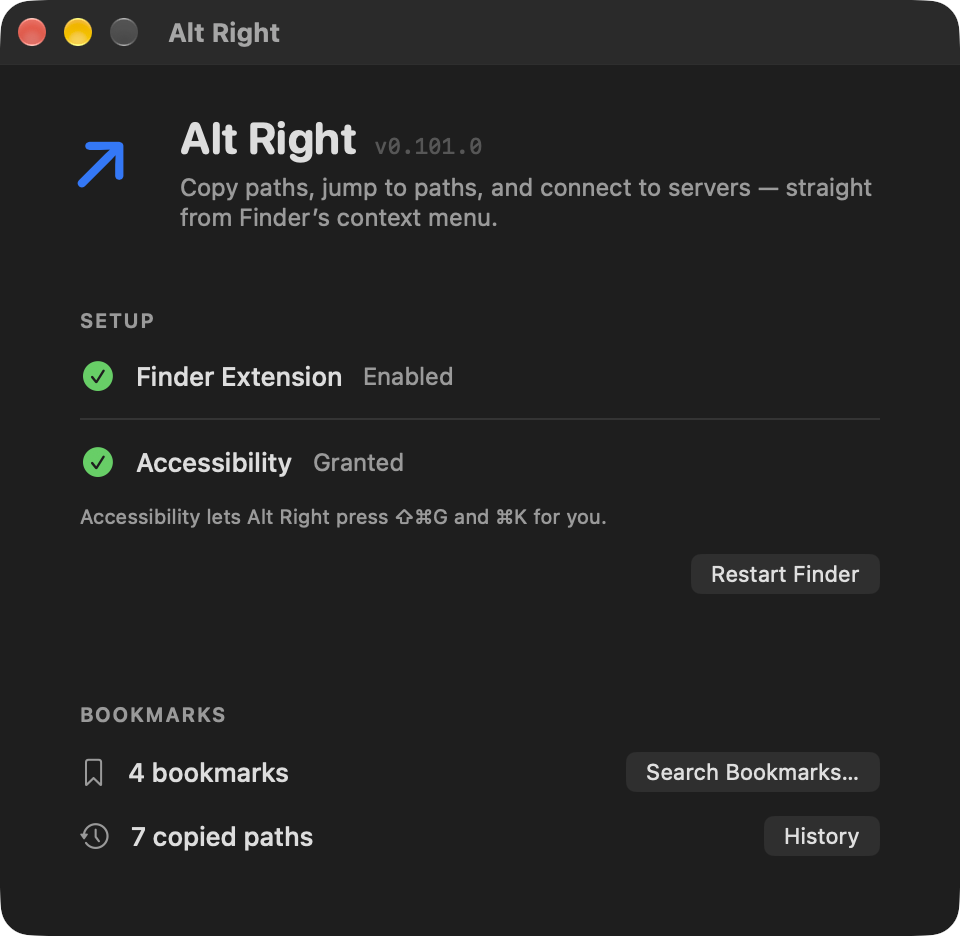 Alt Right
Alt Right v0.101.0
Copy paths, jump to paths, and connect to servers — straight
from Finder’s context menu.
SETUP
Finder Extension Enabled
Accessibility Granted
Accessibility lets Alt Right press ⇧⌘G and ⌘K for you.
Restart Finder
BOOKMARKS
4 bookmarks Search Bookmarks...
7 copied paths History